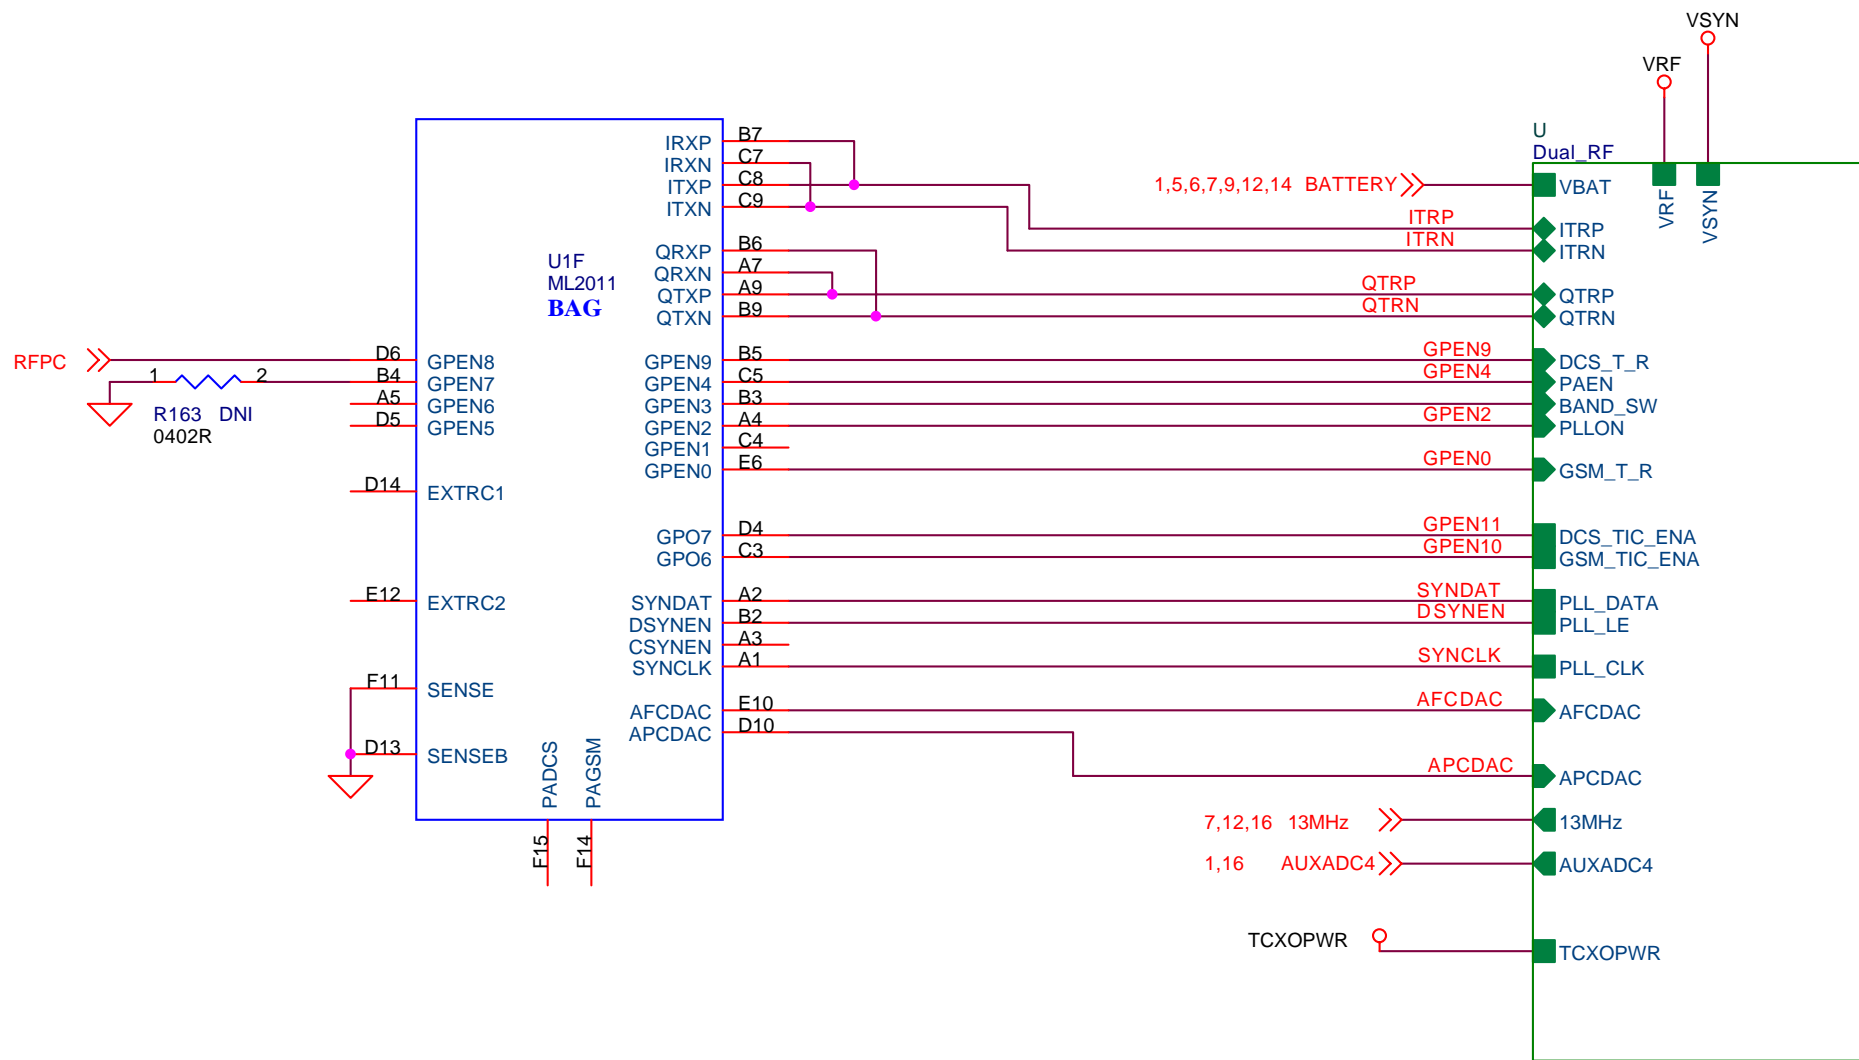 VSYN
VRF
U
Dual_RF
1,5,6,7,9,12,14 BATTERY
VBAT
VRF
VSYN
ITRP
ITRP
ITRN
ITRN
QTRP
QTRP
QTRN
QTRN
GPEN9
DCS_T_R
GPEN4
PAEN
BAND_SW
GPEN2
PLLON
GPEN0
GSM_T_R
GPEN11
DCS_TIC_ENA
GPEN10
GSM_TIC_ENA
SYNDAT
PLL_DATA
DSYNEN
PLL_LE
SYNCLK
PLL_CLK
AFCDAC
AFCDAC
APCDAC
APCDAC
7,12,16 13MHz
13MHz
1,16 AUXADC4
AUXADC4
TCXOPWR
TCXOPWR
U1F
ML2011
BAG
IRXP B7
IRXN C7
ITXP C8
ITXN C9
QRXP B6
QRXN A7
QTXP A9
QTXN B9
GPEN9 B5
GPEN4 C5
GPEN3 B3
GPEN2 A4
GPEN1 C4
GPEN0 E6
GPO7 D4
GPO6 C3
SYNDAT A2
DSYNEN B2
CSYNEN A3
SYNCLK A1
AFCDAC E10
APCDAC D10
RFPC
D6 GPEN8
1 2
B4 GPEN7
A5 GPEN6
D5 GPEN5
R163 DNI
0402R
D14 EXTRC1
E12 EXTRC2
F11 SENSE
D13 SENSEB
PADCS
PAGSM
F15
F14